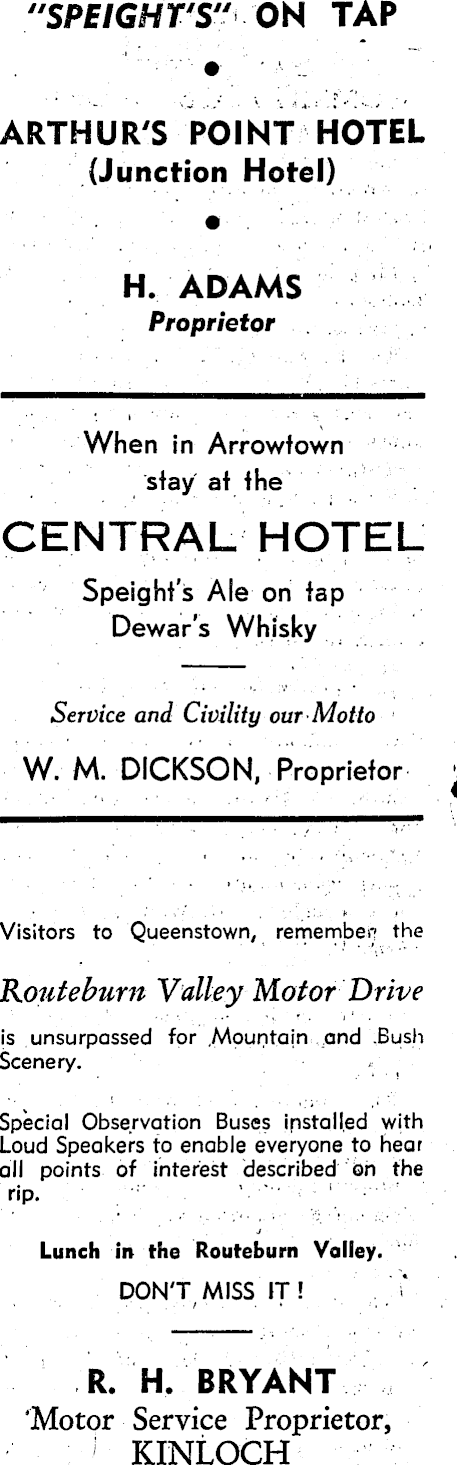 "SPEIGHT'S" ON TAP
ARTHUR'S POINT HOTEL
(Junction Hotel)
H. ADAMS
Proprietor
When in Arrowtown
stay at the
CENTRAL HOTEL
Speight's Ale on tap
Dewar's Whisky
Service and Civility our Motto
W. M. DICKSON, Proprietor
Visitors to Queenstown, remember the
Routeburn Valley Motor Drive
is unsurpassed for Mountain and Bush
Scenery.
Special Observation Buses installed with
Loud Speakers to enable everyone to hear
all points of interest described on the
rip.
Lunch in the Routeburn Valley.
DON'T MISS IT !
R. H. BRYANT
Motor Service Proprietor,
KINLOCH